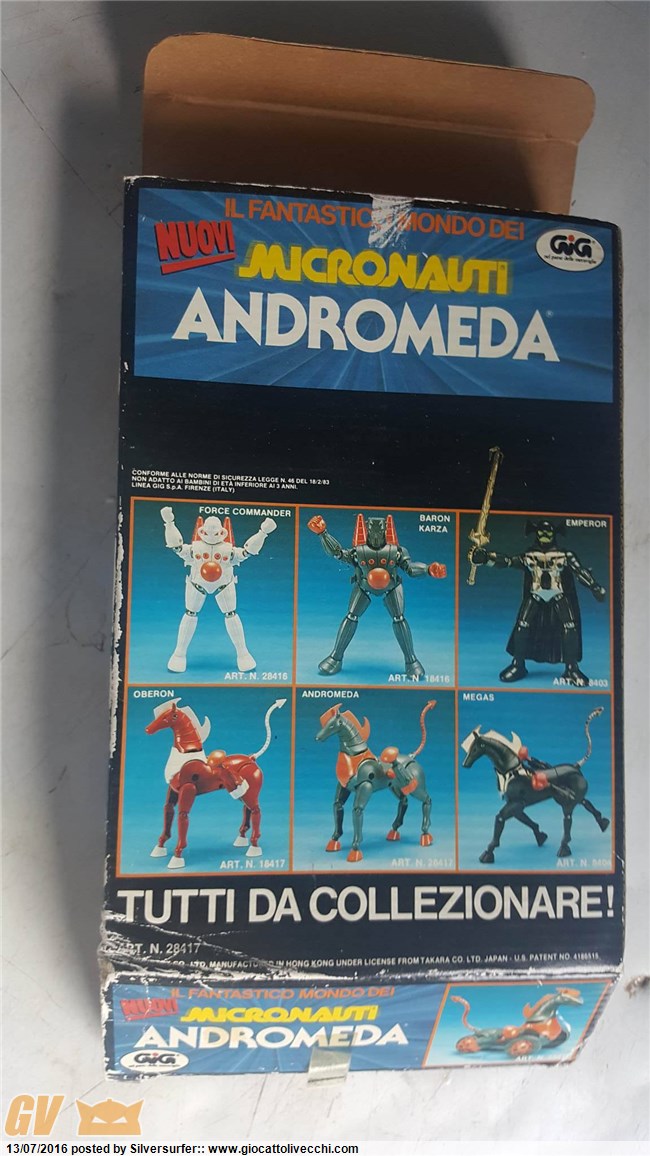 IL FANTASTICO MONDO DEI
NUOVI
GiG
MICRONAUTI
ANDROMEDA
CONFORME ALLE NORME DI SICUREZZA LEGGE N. 46 DEL 18/2/83
NON ADATTO AI BAMBINI DI ETÀ INFERIORE AI 3 ANNI.
LINEA GIG S.p.A. FIRENZE (ITALY)
FORCE COMMANDER
ART. N. 28416
BARON
KARZA
ART. N. 18416
EMPEROR
ART. N. 8403
OBERON
ART. N. 18417
ANDROMEDA
ART. N. 28417
MEGAS
ART. N. 8404
TUTTI DA COLLEZIONARE!
ART. N. 28417
CO. LTD. MANUFACTURED IN HONG KONG UNDER LICENSE FROM TAKARA CO. LTD. JAPAN - U.S. PATENT NO. 4186515
IL FANTASTICO MONDO DEI
NUOVI
MICRONAUTI
ANDROMEDA
GiG
GV
13/07/2016 posted by Silversurfer:: www.giocattolivecchi.com